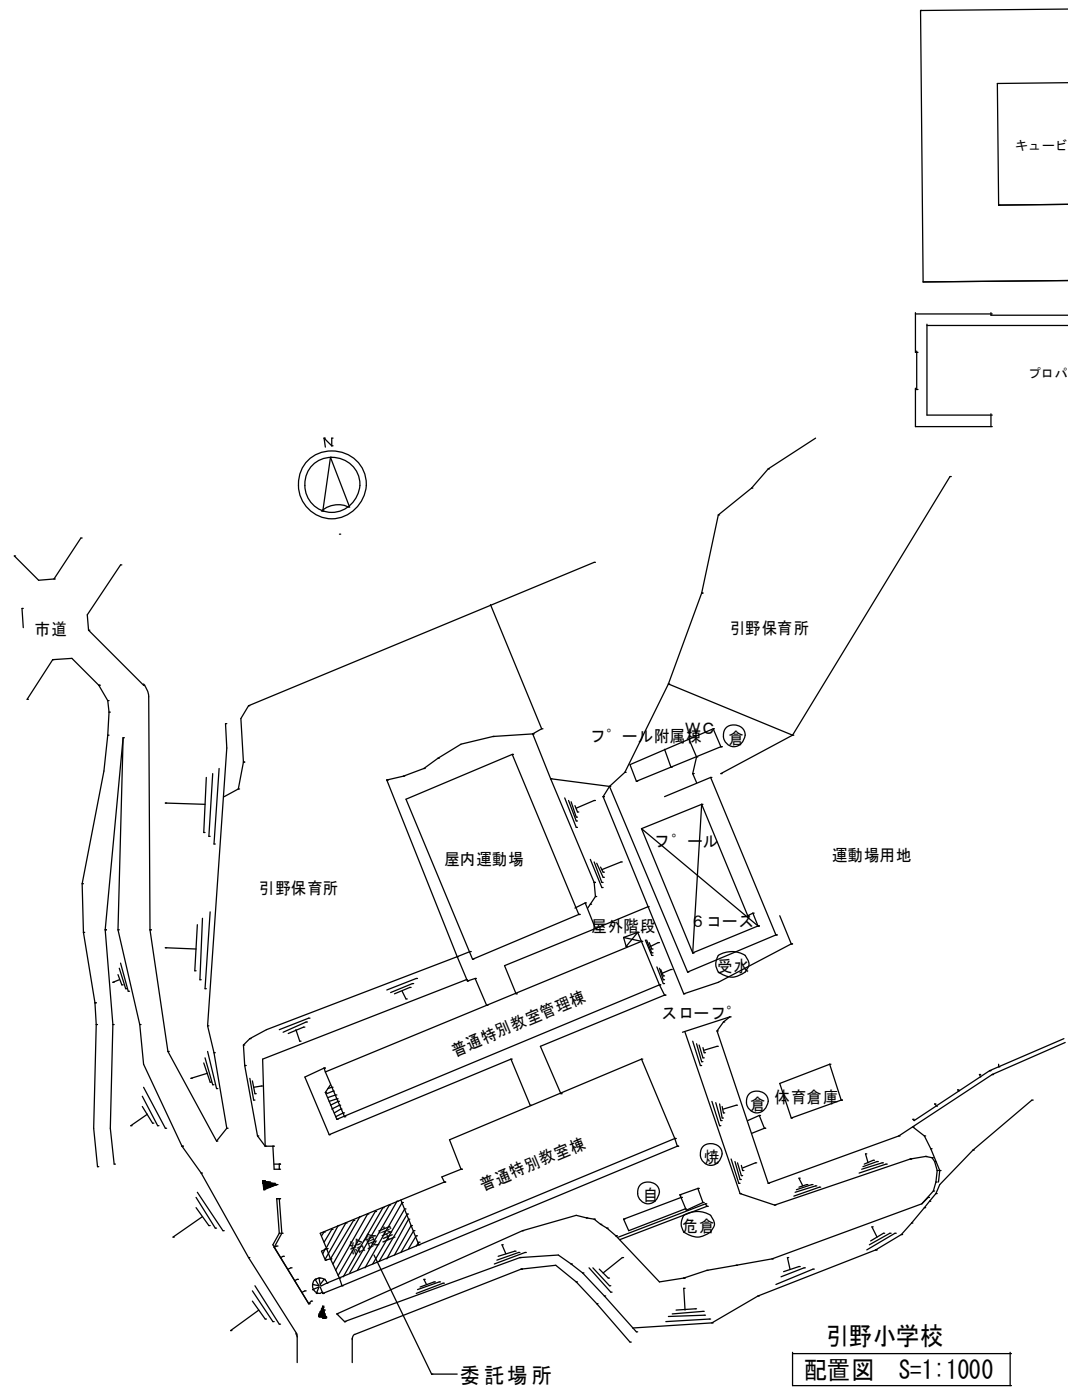 キュービ
プロパ
N
市道
引野保育所
プール附属棟
WC
倉
プール
屋内運動場
運動場用地
引野保育所
屋外階段
6コース
受水
スロープ
普通特別教室管理棟
倉
体育倉庫
焼
普通特別教室棟
自
危倉
給食室
引野小学校
配置図 S=1:1000
委託場所